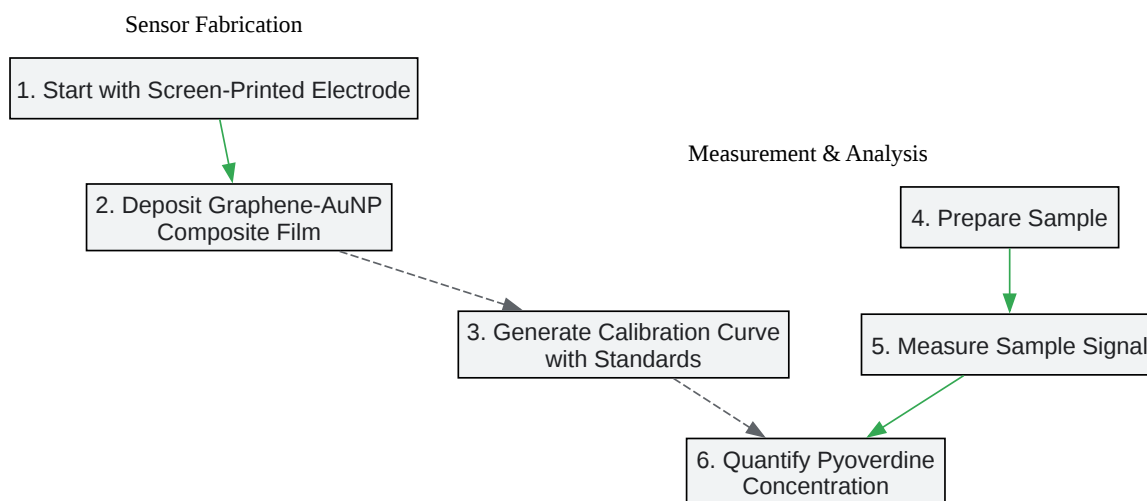 Sensor Fabrication
1. Start with Screen-Printed Electrode
Measurement & Analysis
2. Deposit Graphene-AuNP
Composite Film
4. Prepare Sample
3. Generate Calibration Curve
with Standards
5. Measure Sample Signal
6. Quantify Pyoverdine
Concentration